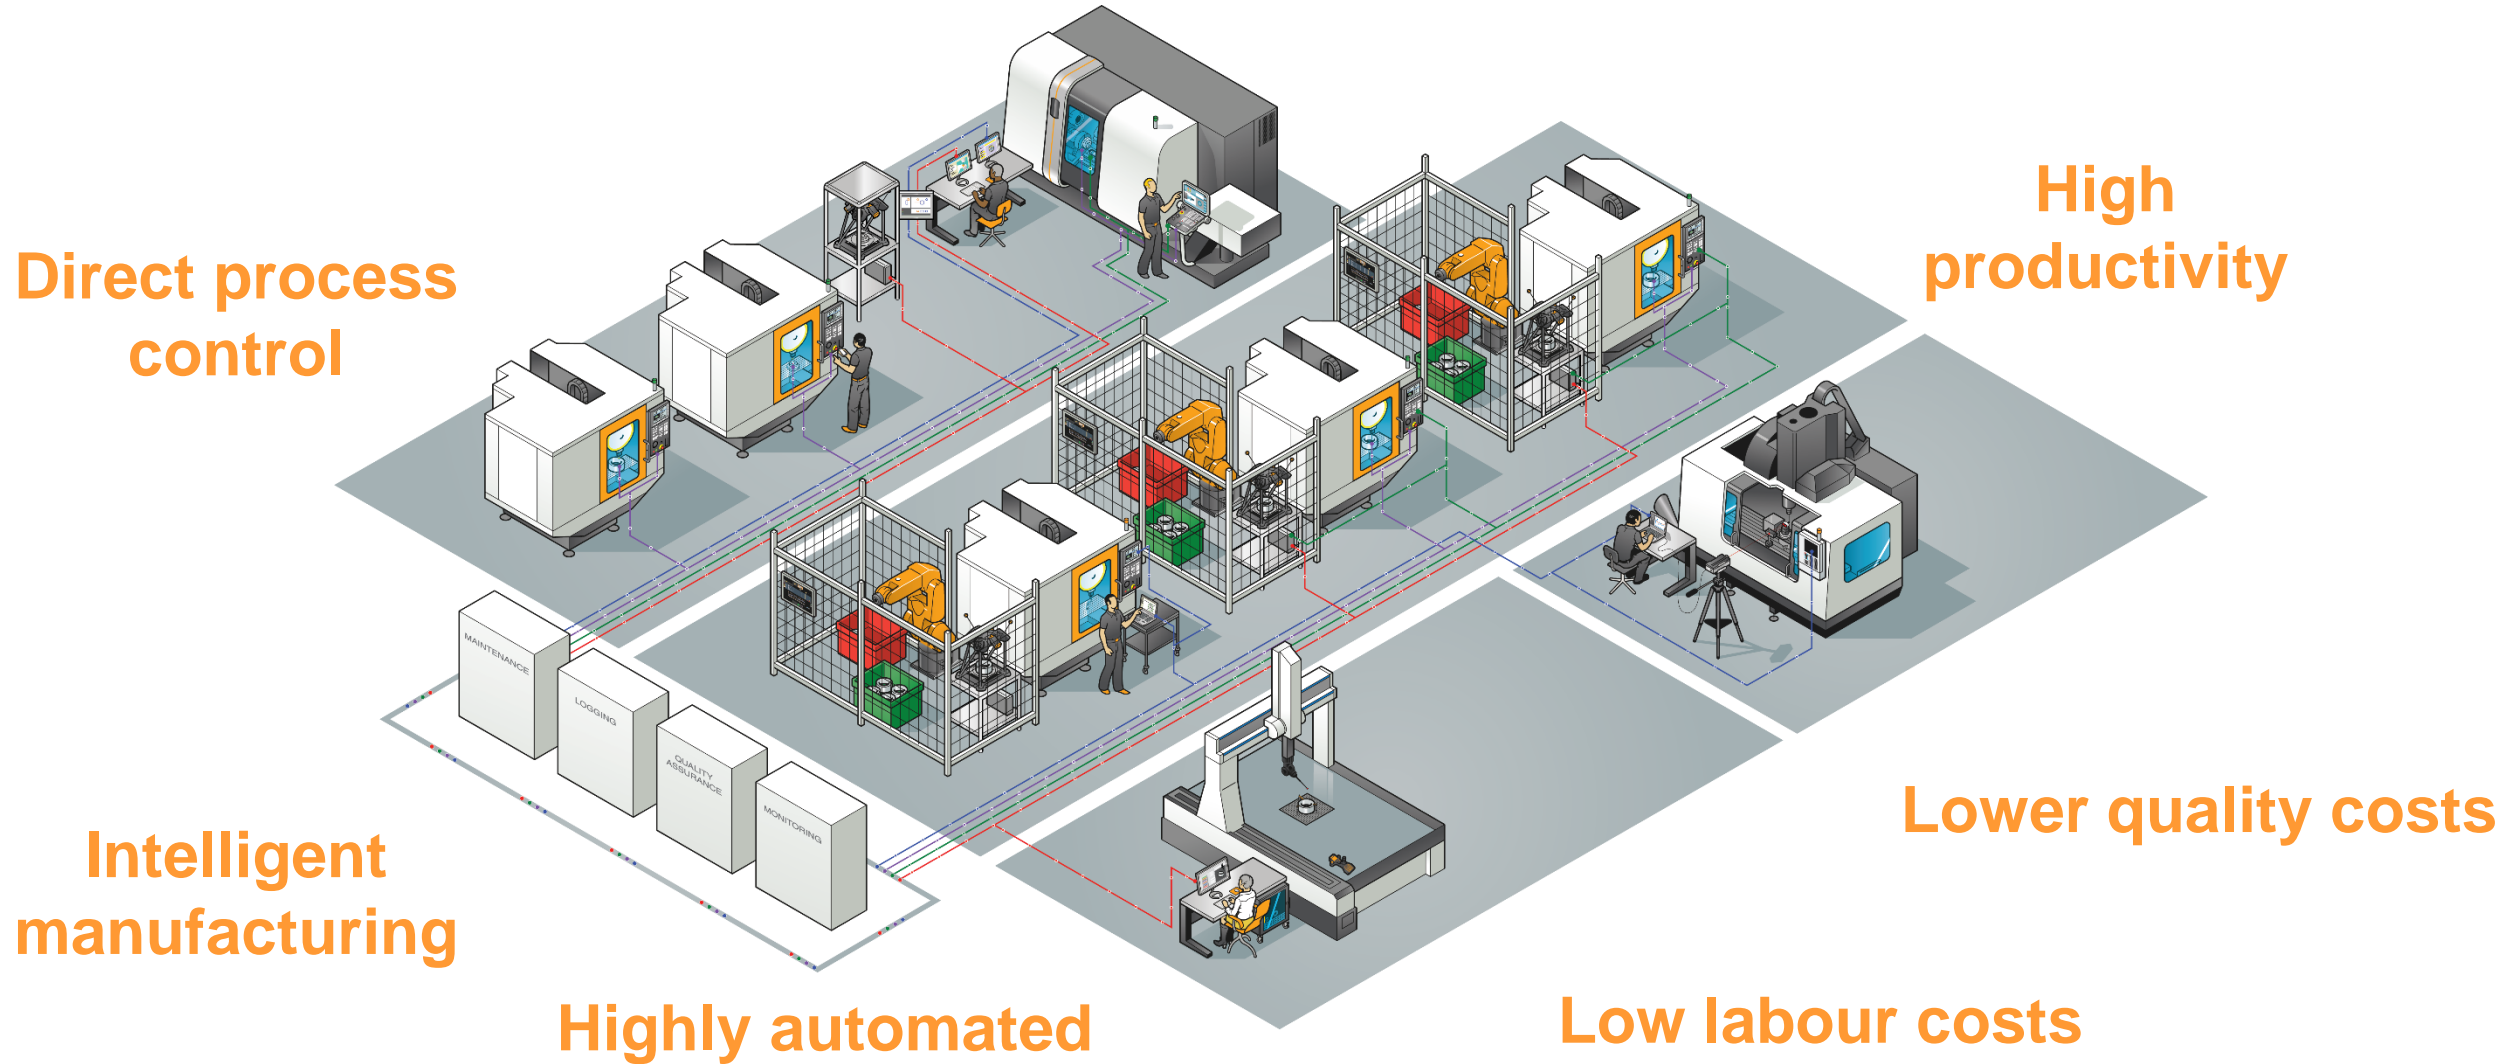 High
productivity
Direct process
control
MAINTENANCE
LOGGING
QUALITY
ASSURANCE
MONITORING
Lower quality costs
Intelligent
manufacturing
Highly automated
Low labour costs